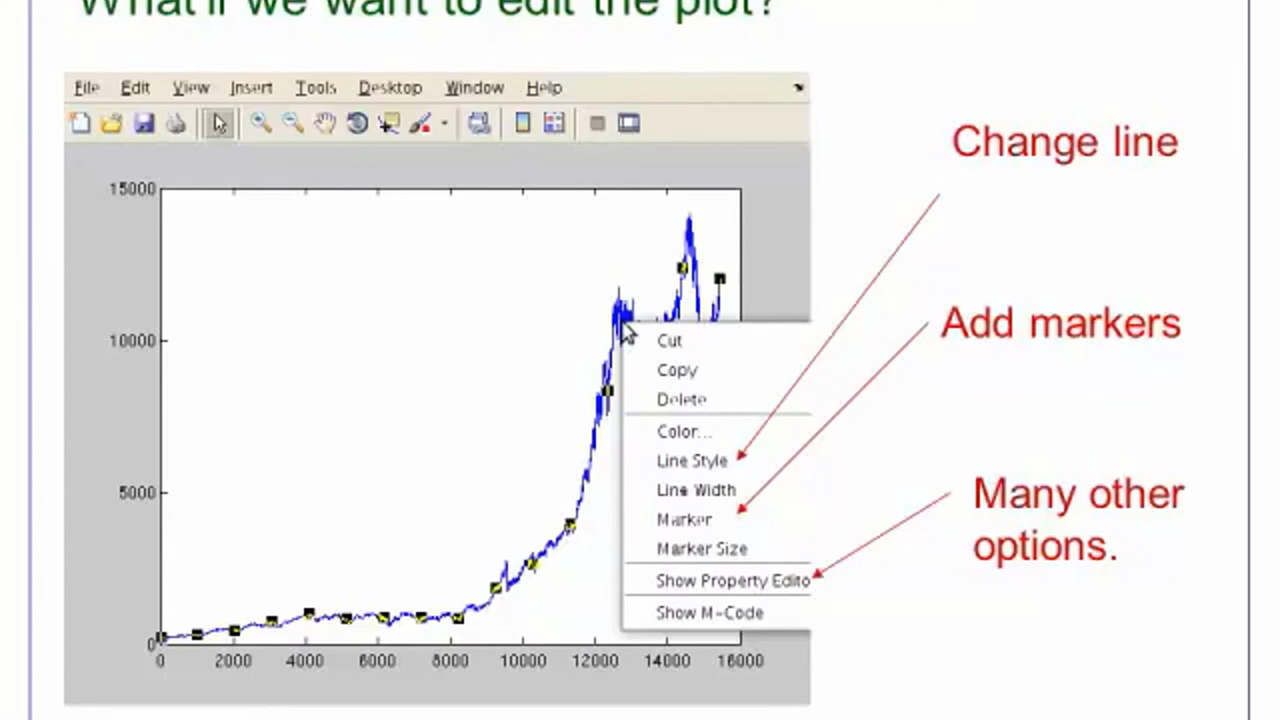 What if we want to edit the plot?
File Edit View Insert Tools Desktop Window Help
Change line
15000
10000
5000
0
0 2000 4000 6000 8000 10000 12000 14000 16000
Cut
Copy
Delete
Color...
Line Style
Line Width
Marker
Marker Size
Show Property Edito
Show M-Code
Add markers
Many other
options.